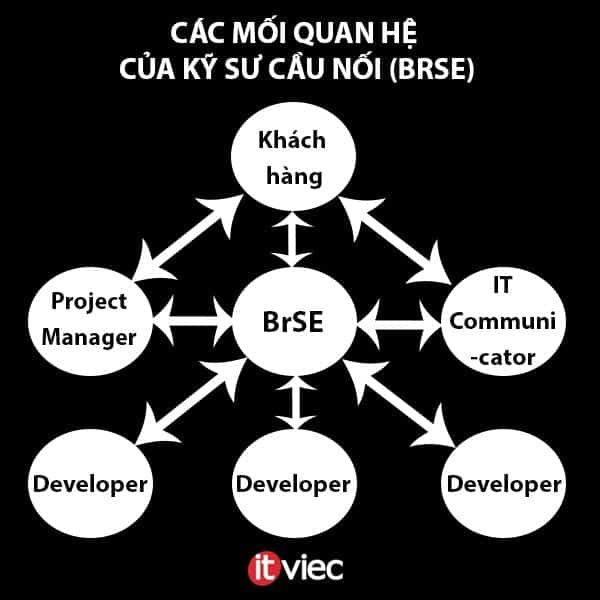 CÁC MỐI QUAN HỆ
CỦA KỸ SƯ CẦU NỐI (BRSE)
Khách
hàng
Project
Manager
BrSE
IT
Communi
-cator
Developer
Developer
Developer
itviec